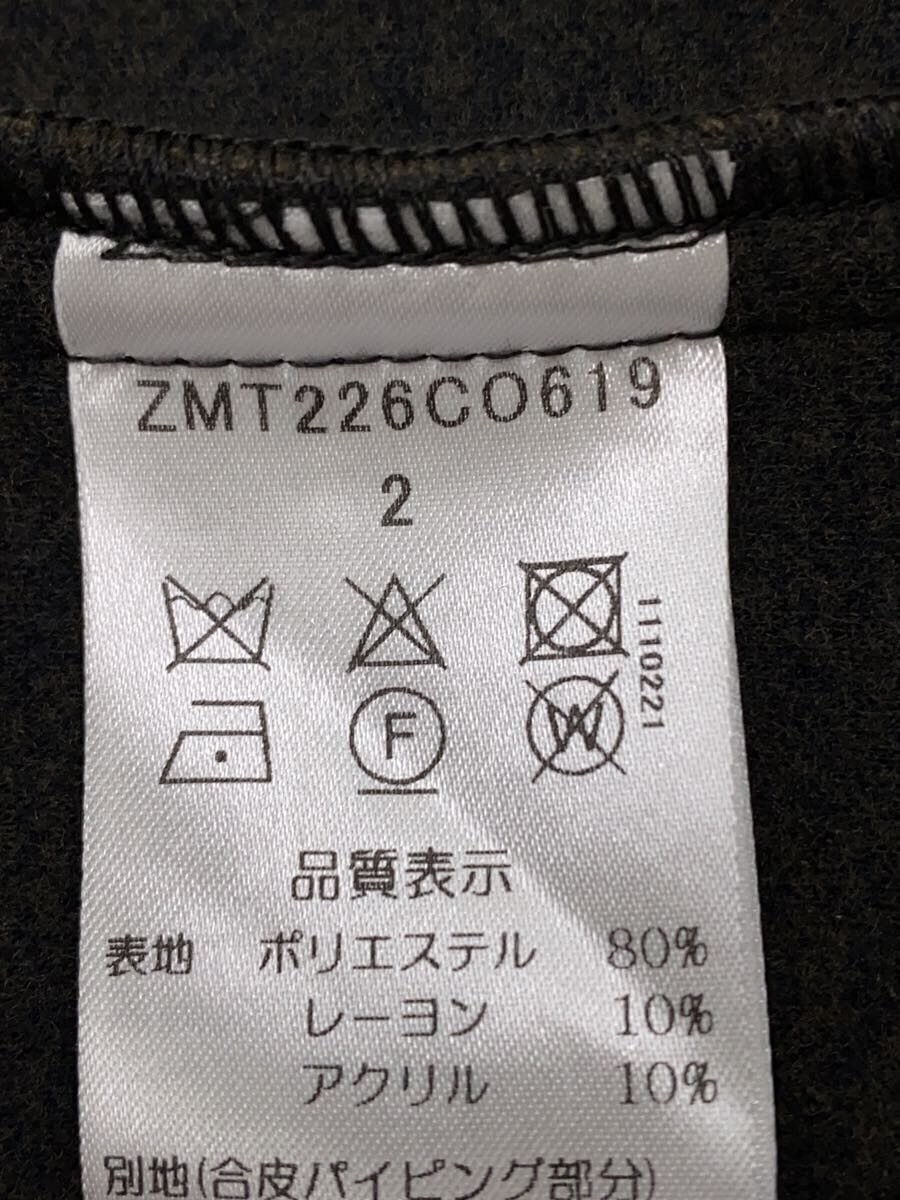 ZMT226CO619
2
1110221
F
W
品質表示
表地 ポリエステル 80%
レーヨン 10%
アクリル 10%
別地(合皮パイピング部分)